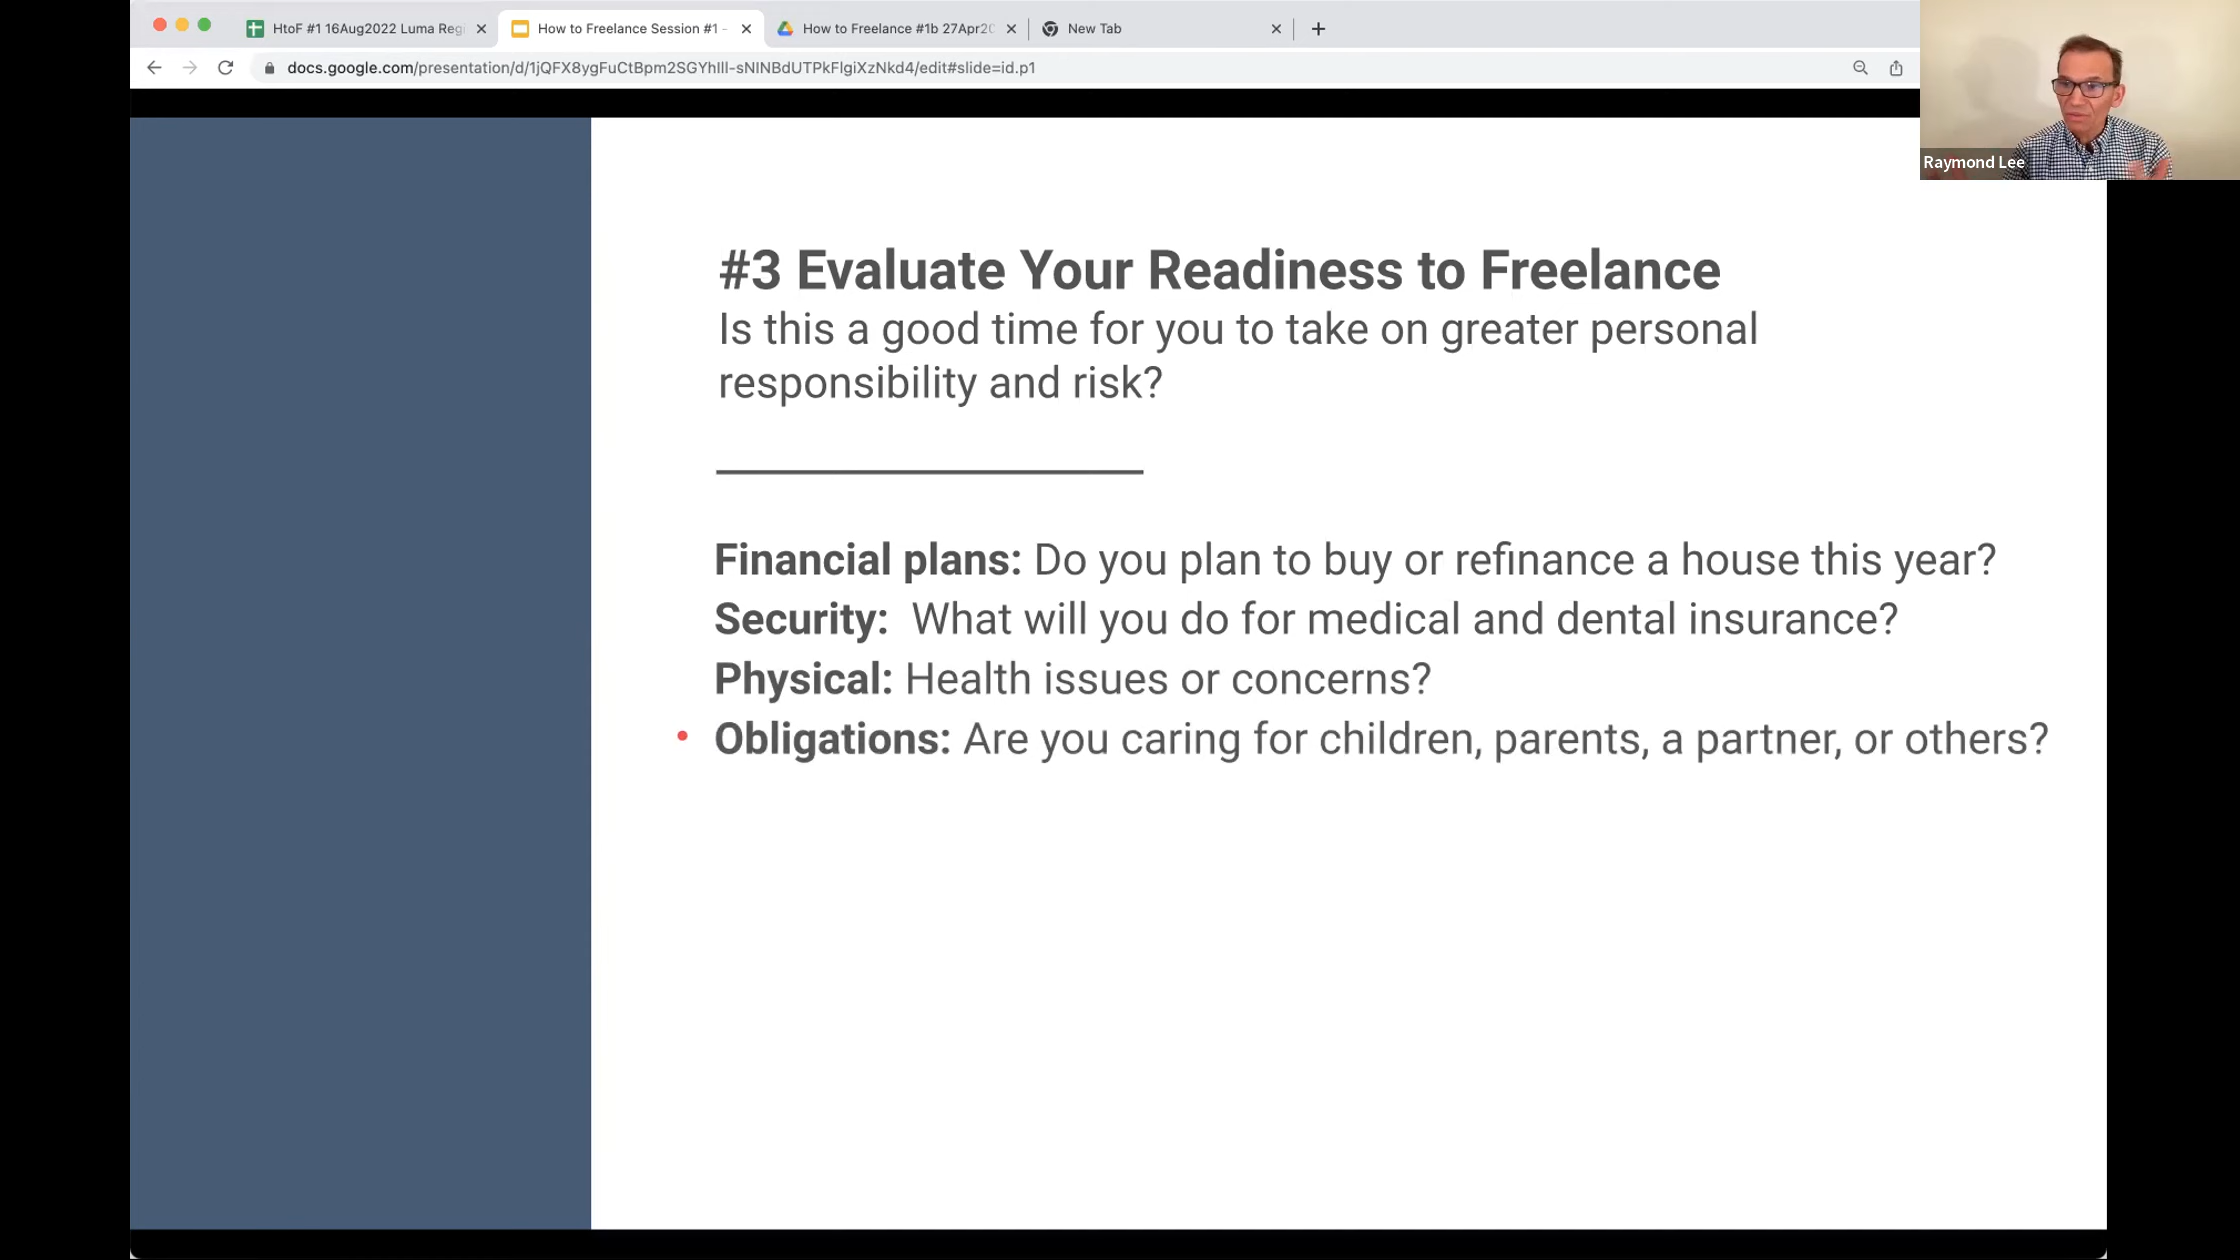 HtoF #1 16Aug2022 Luma Regi
How to Freelance Session #1 -
How to Freelance #1b 27Apr20
New Tab
docs.google.com/presentation/d/1jQFX8ygFuCtBpm2SGYhIlI-sNINBdUTPkFIgiXzNkd4/edit#slide=id.p1
Raymond Lee
#3 Evaluate Your Readiness to Freelance
Is this a good time for you to take on greater personal
responsibility and risk?
Financial plans: Do you plan to buy or refinance a house this year?
Security:  What will you do for medical and dental insurance?
Physical: Health issues or concerns?
Obligations: Are you caring for children, parents, a partner, or others?